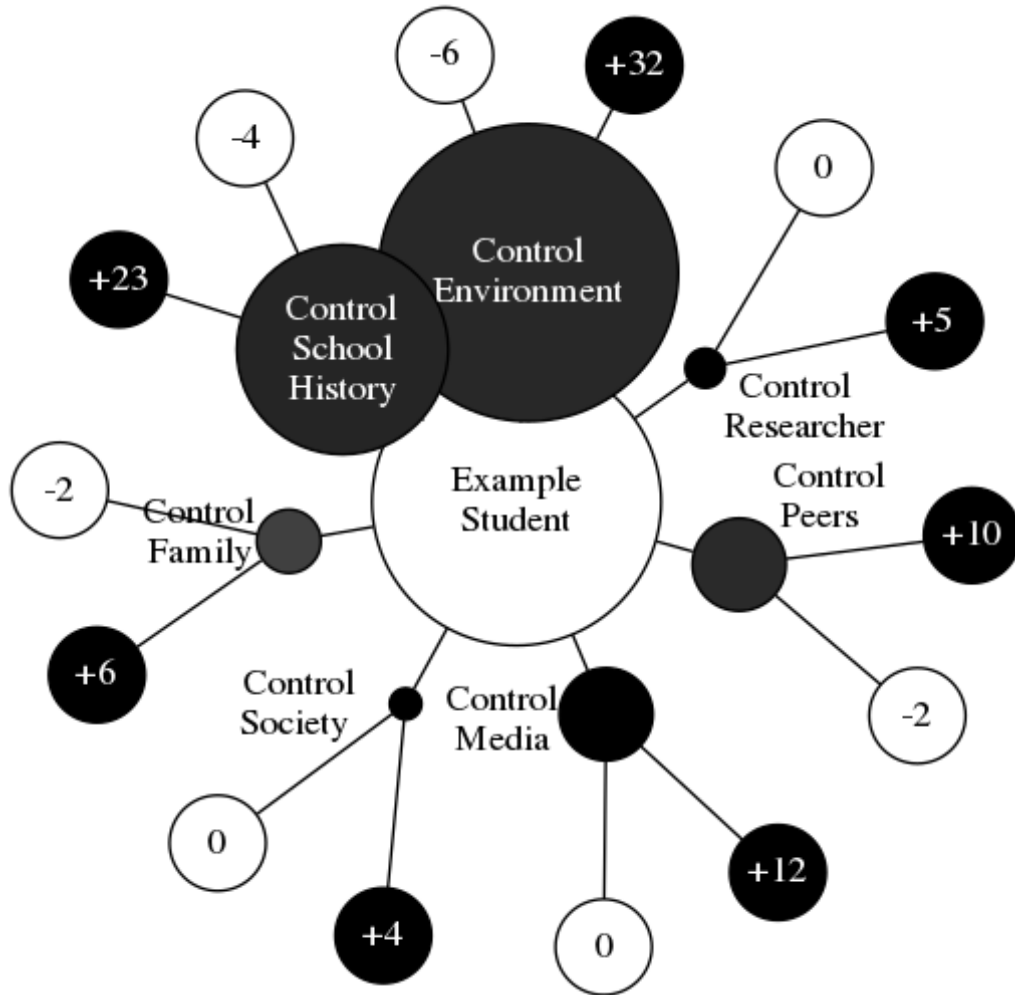 -6
+32
-4
0
Control
Environment
+23
Control
School
History
+5
Control
Researcher
Example
Student
Control
Peers
-2
Control
Family
+10
+6
Control
Society
Control
Media
-2
0
+12
+4
0